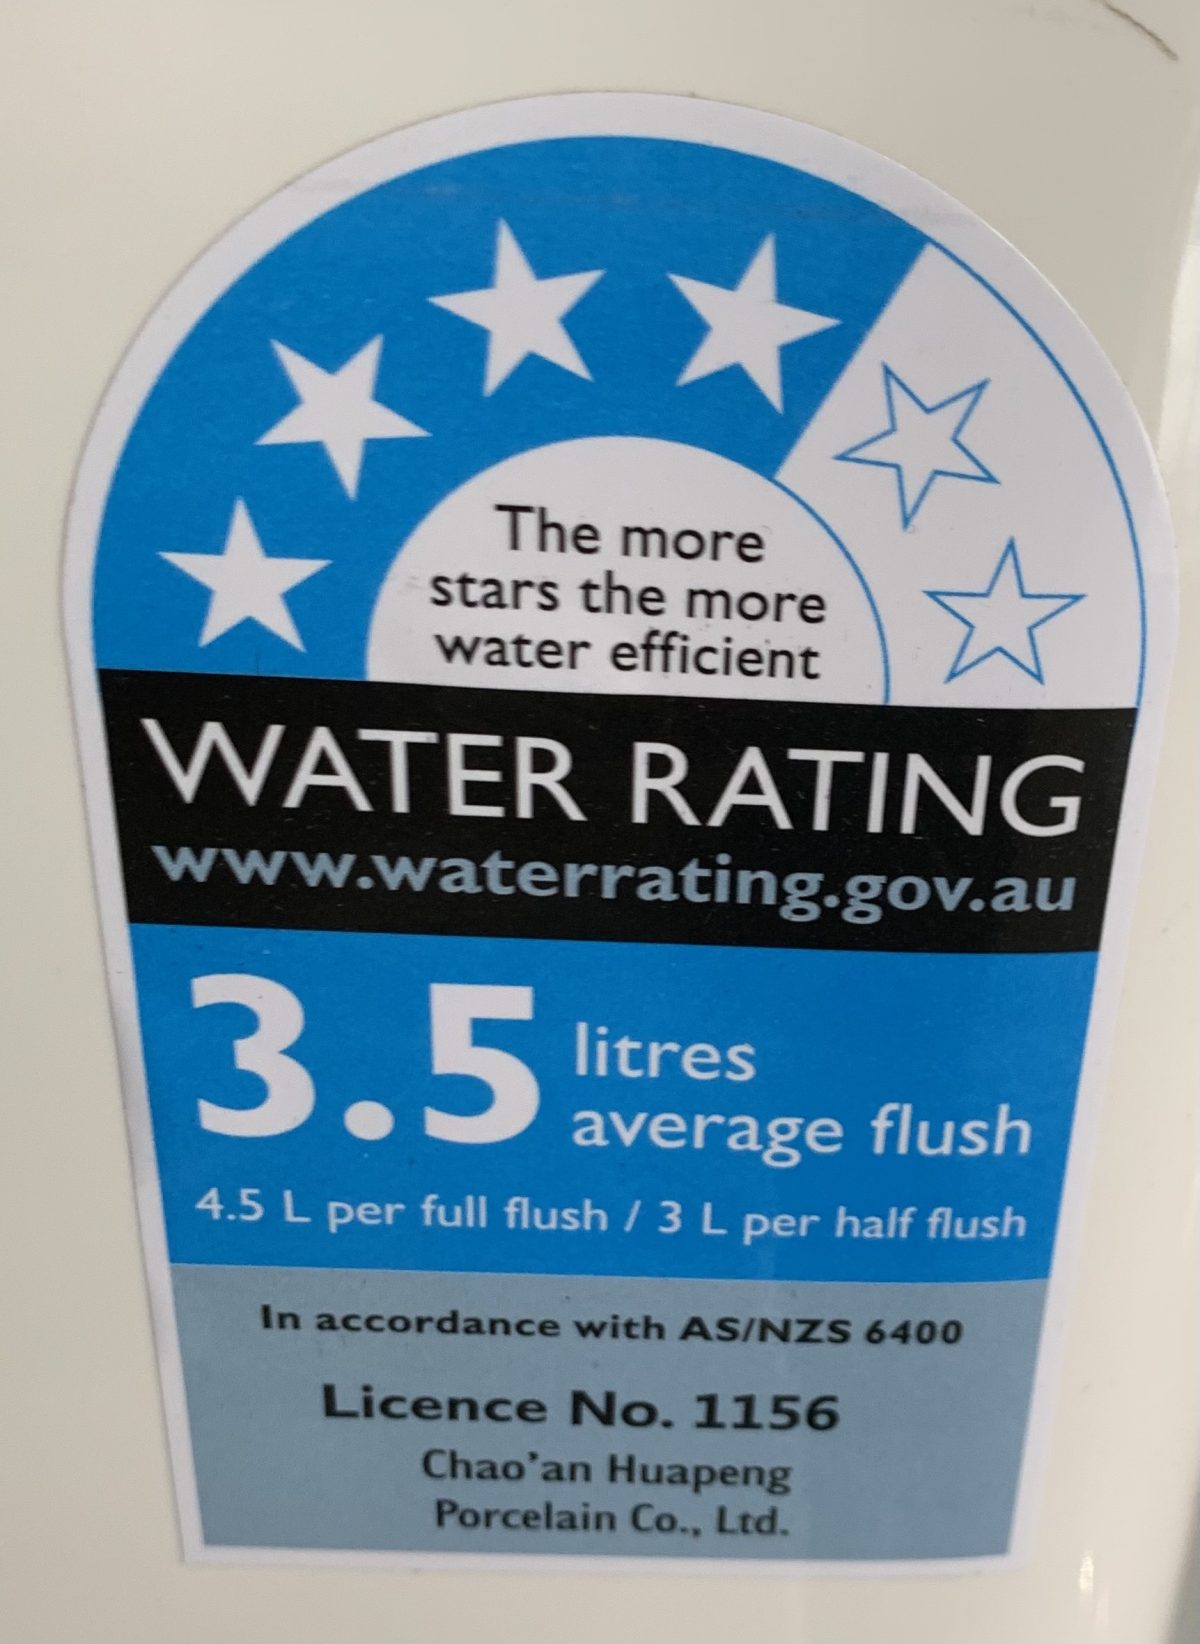 The more
stars the more
water efficient
WATER RATING
www.waterrating.gov.au
3.5 litres
average flush
4.5 L per full flush / 3 L per half flush
In accordance with AS/NZS 6400
Licence No. 1156
Chao'an Huapeng
Porcelain Co., Ltd.